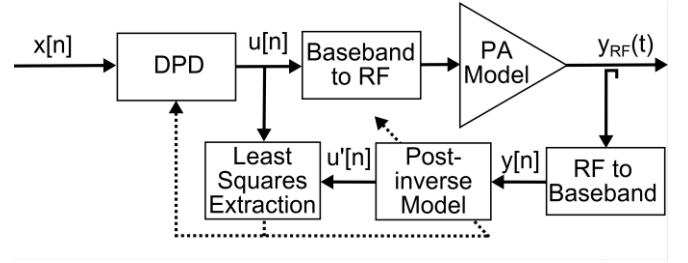 x[n]
DPD
u[n]
Baseband
to RF
PA
Model
y_RF(t)
Least
Squares
Extraction
u'[n]
Post-
inverse
Model
y[n]
RF to
Baseband